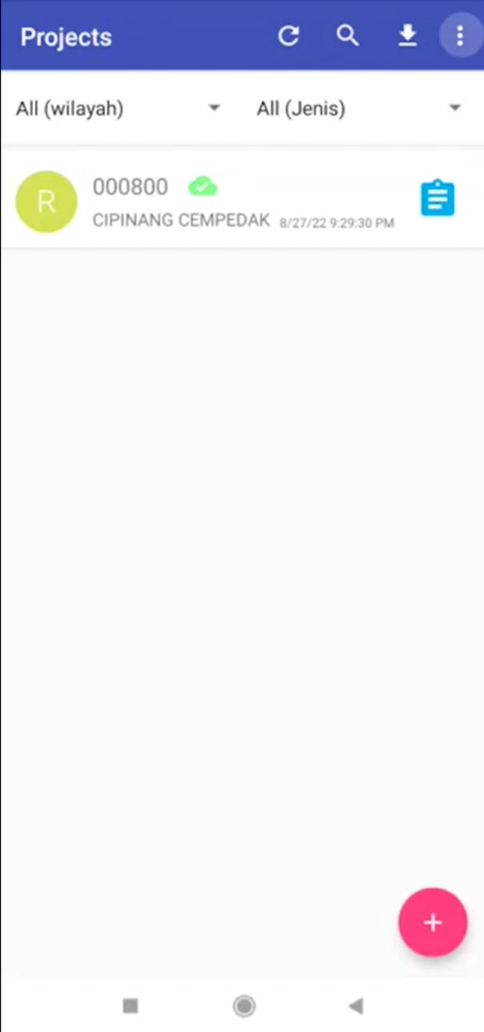 Projects
All (wilayah) All (Jenis)
R
000800
CIPINANG CEMPEDAK 8/27/22 9:29:30 PM
+